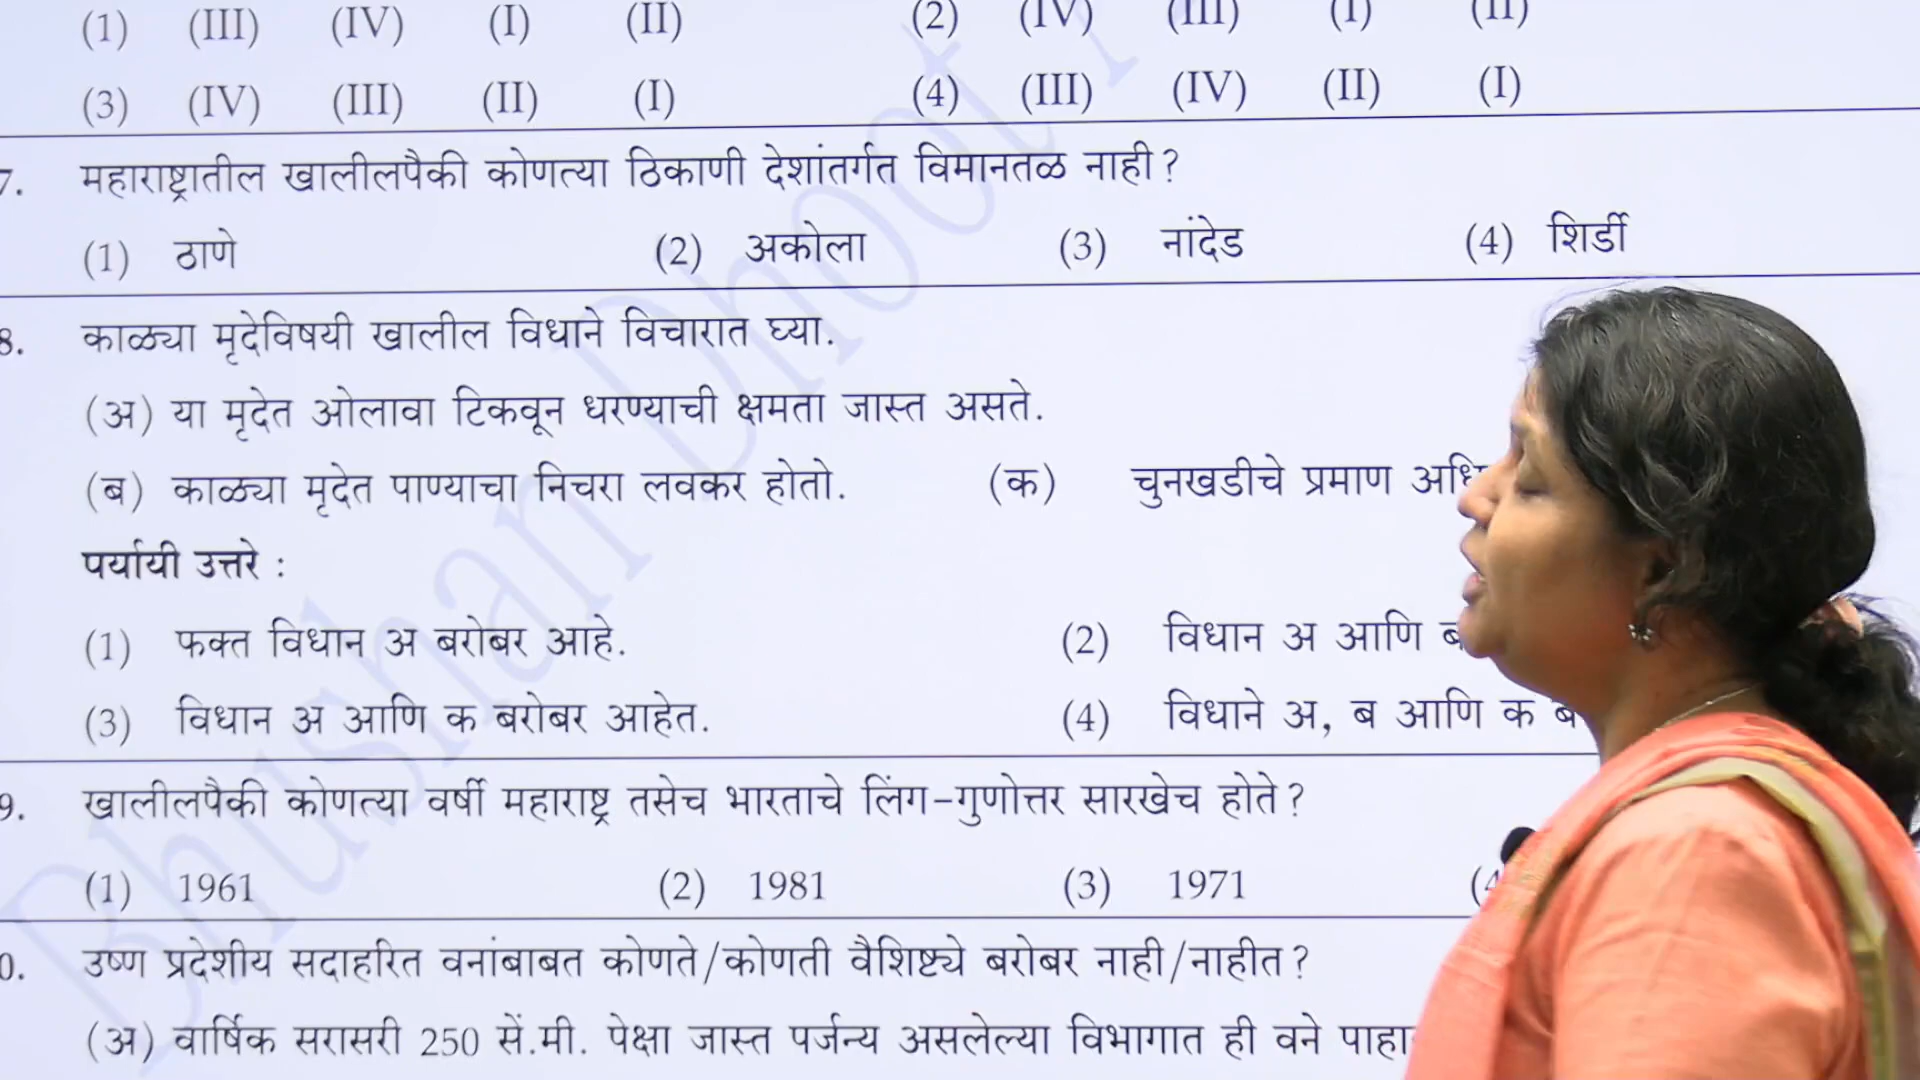 (1) (III) (IV) (I) (II) (2) (IV) (III) (I) (II)
(3) (IV) (III) (II) (I) (4) (III) (IV) (II) (I)
7. महाराष्ट्रातील खालीलपैकी कोणत्या ठिकाणी देशांतर्गत विमानतळ नाही?
(1) ठाणे (2) अकोला (3) नांदेड (4) शिर्डी
8. काळ्या मृदेविषयी खालील विधाने विचारात घ्या.
(अ) या मृदेत ओलावा टिकवून धरण्याची क्षमता जास्त असते.
(ब) काळ्या मृदेत पाण्याचा निचरा लवकर होतो. (क) चुनखडीचे प्रमाण
पर्यायी उत्तरे :
(1) फक्त विधान अ बरोबर आहे. (2) विधान अ आणि ब
(3) विधान अ आणि क बरोबर आहेत. (4) विधाने अ, ब आणि क
9. खालीलपैकी कोणत्या वर्षी महाराष्ट्र तसेच भारताचे लिंग-गुणोत्तर सारखेच होते?
(1) 1961 (2) 1981 (3) 1971
0. उष्ण प्रदेशीय सदाहरित वनांबाबत कोणते/कोणती वैशिष्ट्ये बरोबर नाही/नाहीत?
(अ) वार्षिक सरासरी 250 सें.मी. पेक्षा जास्त पर्जन्य असलेल्या विभागात ही वने
Bhushan Dhoot